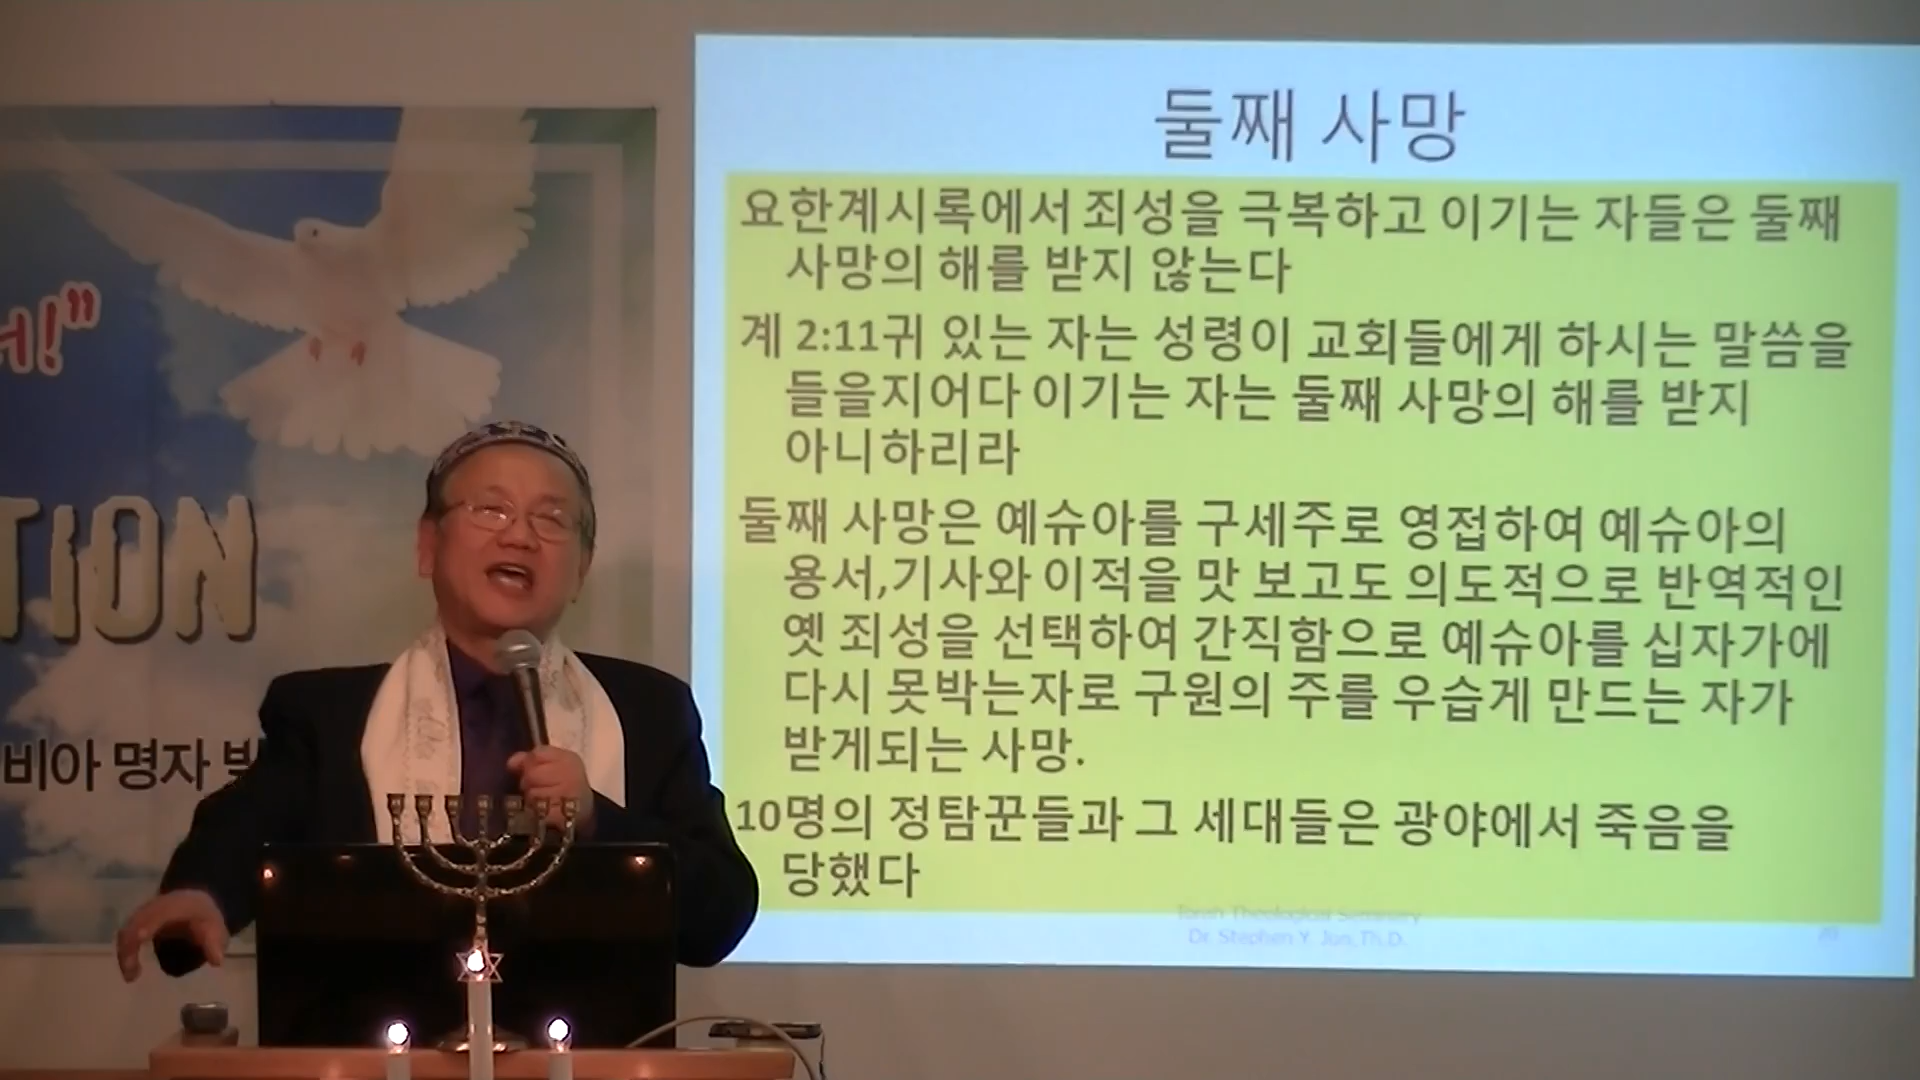 둘째 사망
요한계시록에서 죄성을 극복하고 이기는 자들은 둘째
사망의 해를 받지 않는다
계 2:11귀 있는 자는 성령이 교회들에게 하시는 말씀을
들을지어다 이기는 자는 둘째 사망의 해를 받지
아니하리라
둘째 사망은 예슈아를 구세주로 영접하여 예슈아의
용서,기사와 이적을 맛 보고도 의도적으로 반역적인
옛 죄성을 선택하여 간직함으로 예슈아를 십자가에
다시 못박는자로 구원의 주를 우습게 만드는 자가
받게되는 사망.
10명의 정탐꾼들과 그 세대들은 광야에서 죽음을
당했다
Torah Theological Seminary
Dr. Stephen Y. Jun, Th.D.
!"
TION
비아 명자